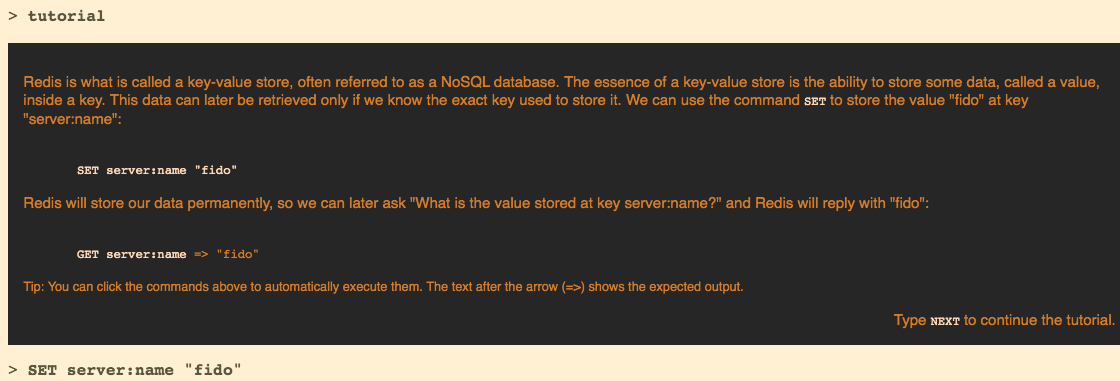 > tutorial
Redis is what is called a key-value store, often referred to as a NoSQL database. The essence of a key-value store is the ability to store some data, called a value,
inside a key. This data can later be retrieved only if we know the exact key used to store it. We can use the command SET to store the value "fido" at key
"server:name":
SET server:name "fido"
Redis will store our data permanently, so we can later ask "What is the value stored at key server:name?" and Redis will reply with "fido":
GET server:name => "fido"
Tip: You can click the commands above to automatically execute them. The text after the arrow (=>) shows the expected output.
Type NEXT to continue the tutorial.
> SET server:name "fido"